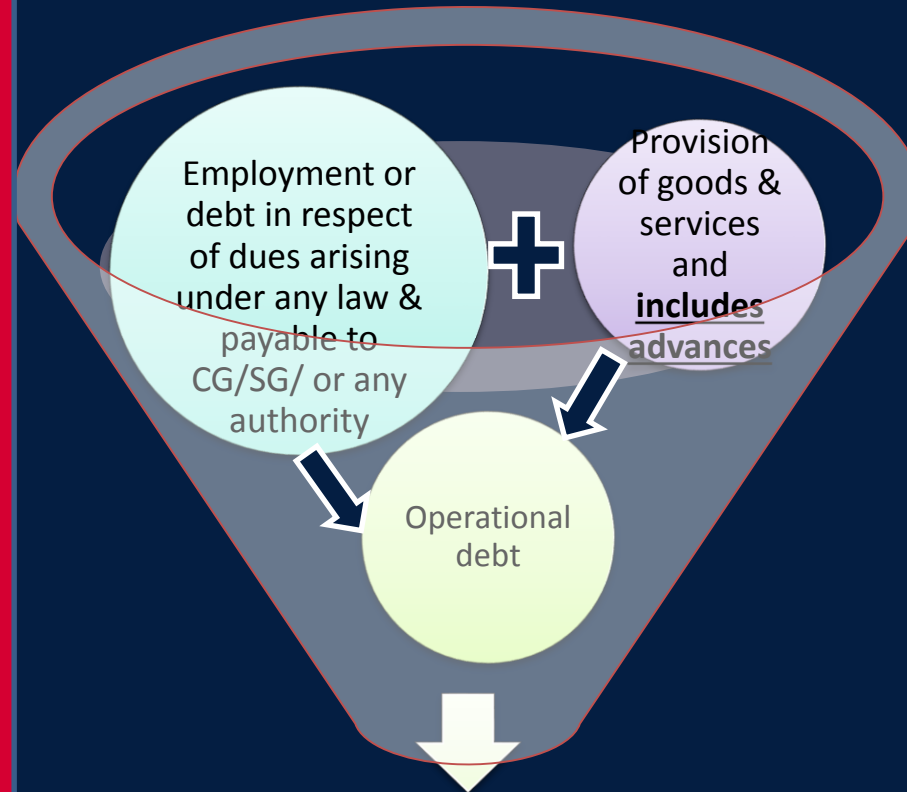 Employment or
debt in respect
of dues arising
under any law &
payable to
CG/SG/ or any
authority
Provision
of goods &
services
and
includes
advances
Operational
debt